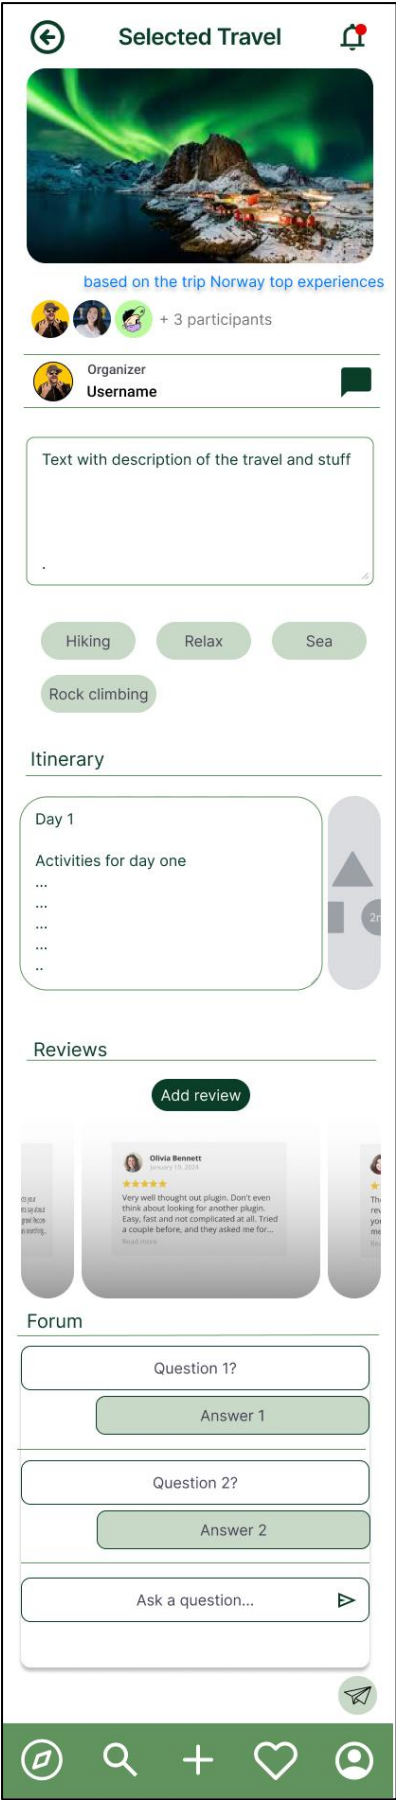 Selected Travel
based on the trip Norway top experiences
+ 3 participants
Organizer
Username
Text with description of the travel and stuff
.
Hiking
Relax
Sea
Rock climbing
Itinerary
Day 1
Activities for day one
...
...
...
...
..
Reviews
Add review
Olivia Bennett
January 19, 2024
Very well thought out plugin. Don't even
think about looking for another plugin.
Easy, fast and not complicated at all. Tried
a couple before, and they asked me for...
Read more
Forum
Question 1?
Answer 1
Question 2?
Answer 2
Ask a question...